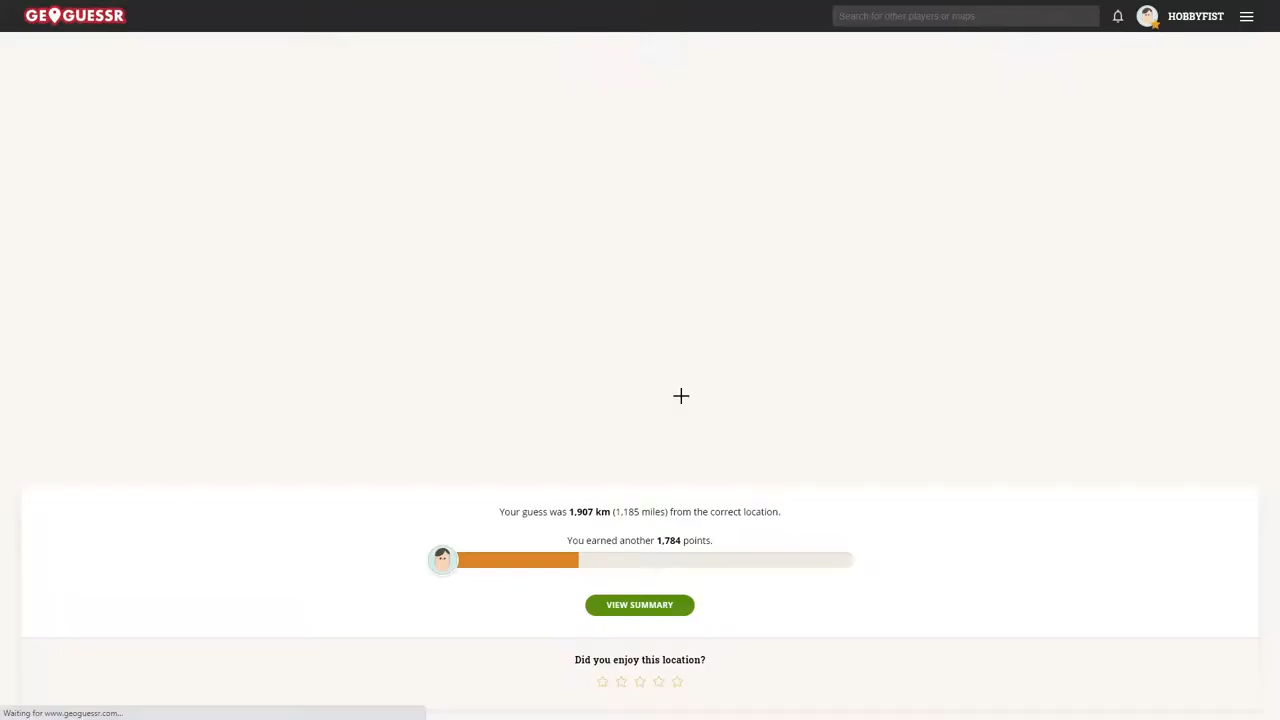 GEOGUESSR
Search for other players or maps
HOBBYFIST
Your guess was 1,907 km (1,185 miles) from the correct location.
You earned another 1,784 points.
VIEW SUMMARY
Did you enjoy this location?
Waiting for www.geoguessr.com...